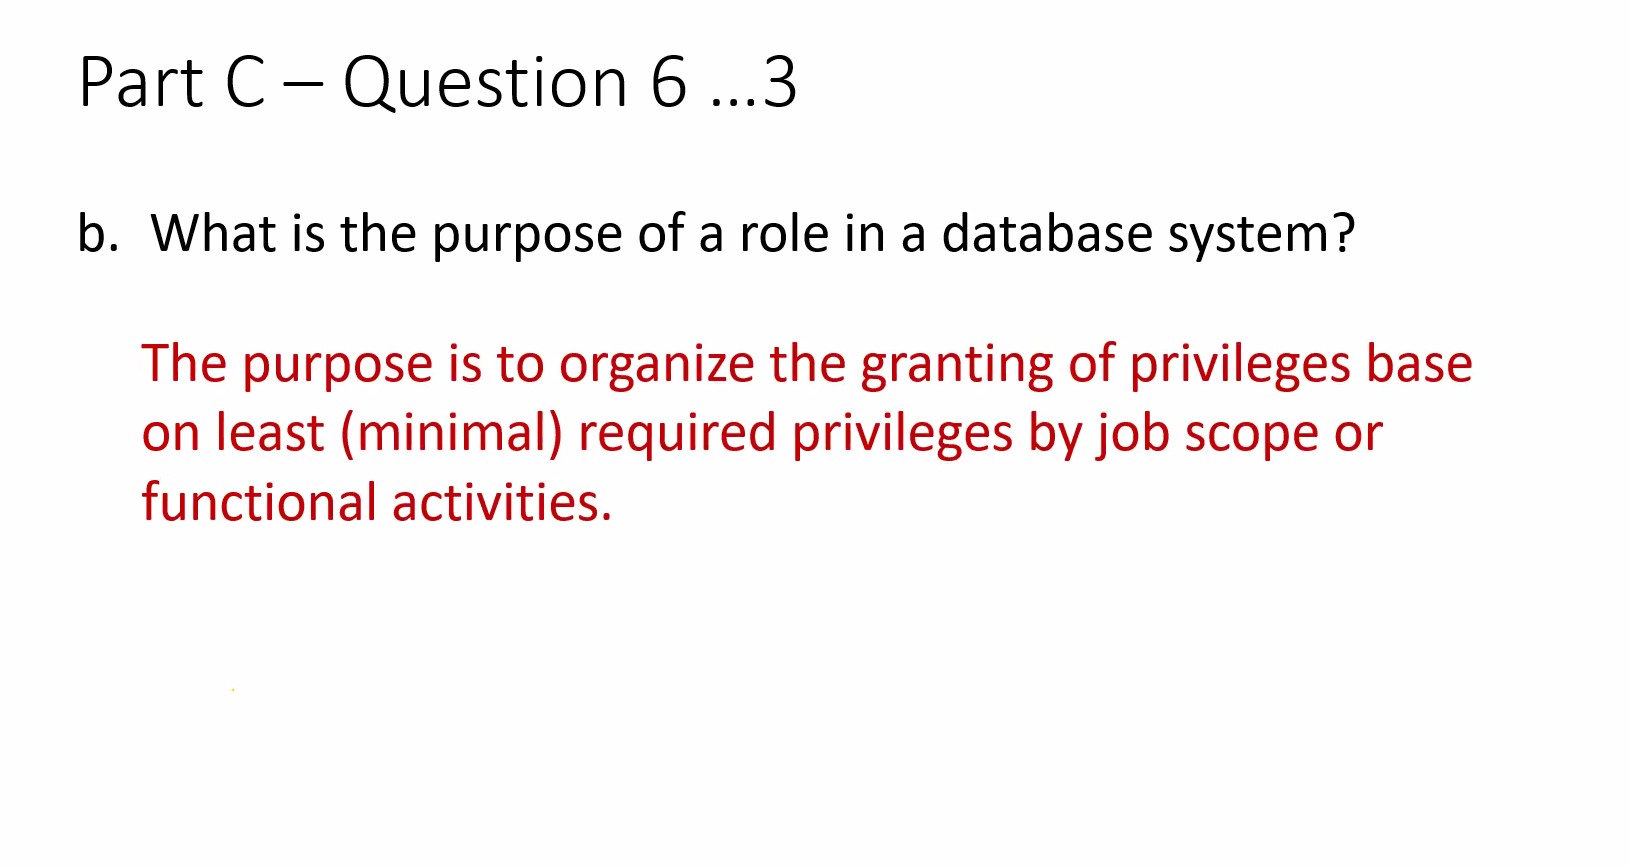 Part C – Question 6 ...3
b. What is the purpose of a role in a database system?
The purpose is to organize the granting of privileges base
on least (minimal) required privileges by job scope or
functional activities.